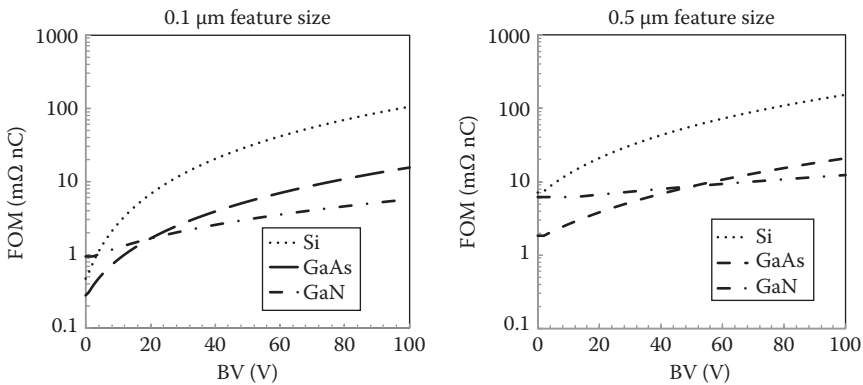 0.1 µm feature size
FOM (mΩ nC)
1000
100
10
1
0.1
0
20
40
60
80
100
BV (V)
Si
GaAs
GaN
0.5 µm feature size
FOM (mΩ nC)
1000
100
10
1
0.1
0
20
40
60
80
100
BV (V)
Si
GaAs
GaN